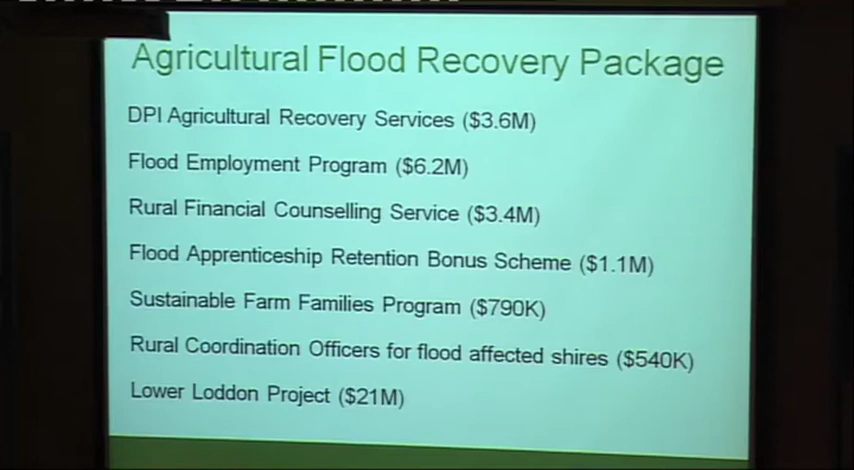 Agricultural Flood Recovery Package
DPI Agricultural Recovery Services ($3.6M)
Flood Employment Program ($6.2M)
Rural Financial Counselling Service ($3.4M)
Flood Apprenticeship Retention Bonus Scheme ($1.1M)
Sustainable Farm Families Program ($790K)
Rural Coordination Officers for flood affected shires ($540K)
Lower Loddon Project ($21M)